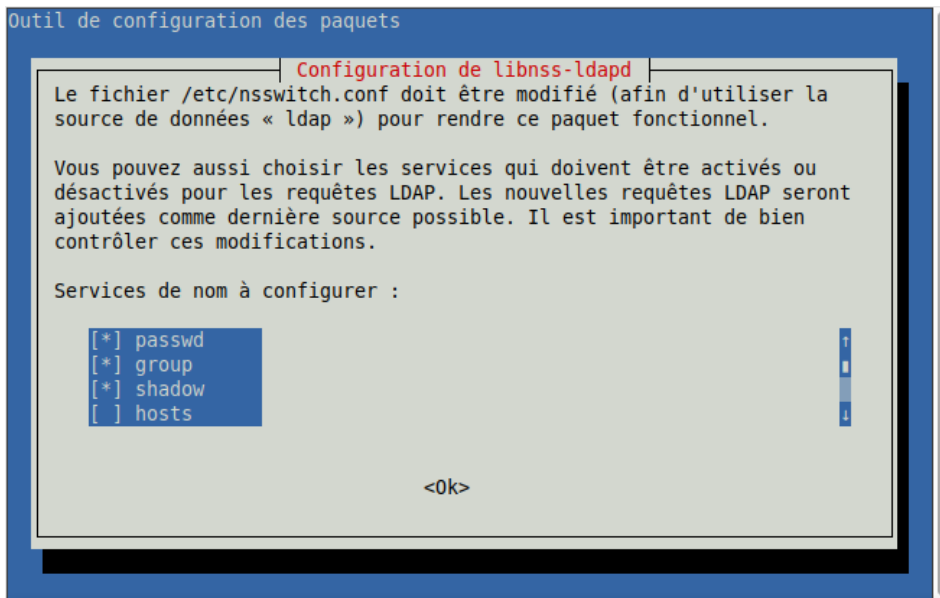 Outil de configuration des paquets
Configuration de libnss-ldapd
Le fichier /etc/nsswitch.conf doit être modifié (afin d'utiliser la
source de données « ldap ») pour rendre ce paquet fonctionnel.
Vous pouvez aussi choisir les services qui doivent être activés ou
désactivés pour les requêtes LDAP. Les nouvelles requêtes LDAP seront
ajoutées comme dernière source possible. Il est important de bien
contrôler ces modifications.
Services de nom à configurer :
[*] passwd
[*] group
[*] shadow
[ ] hosts
<Ok>